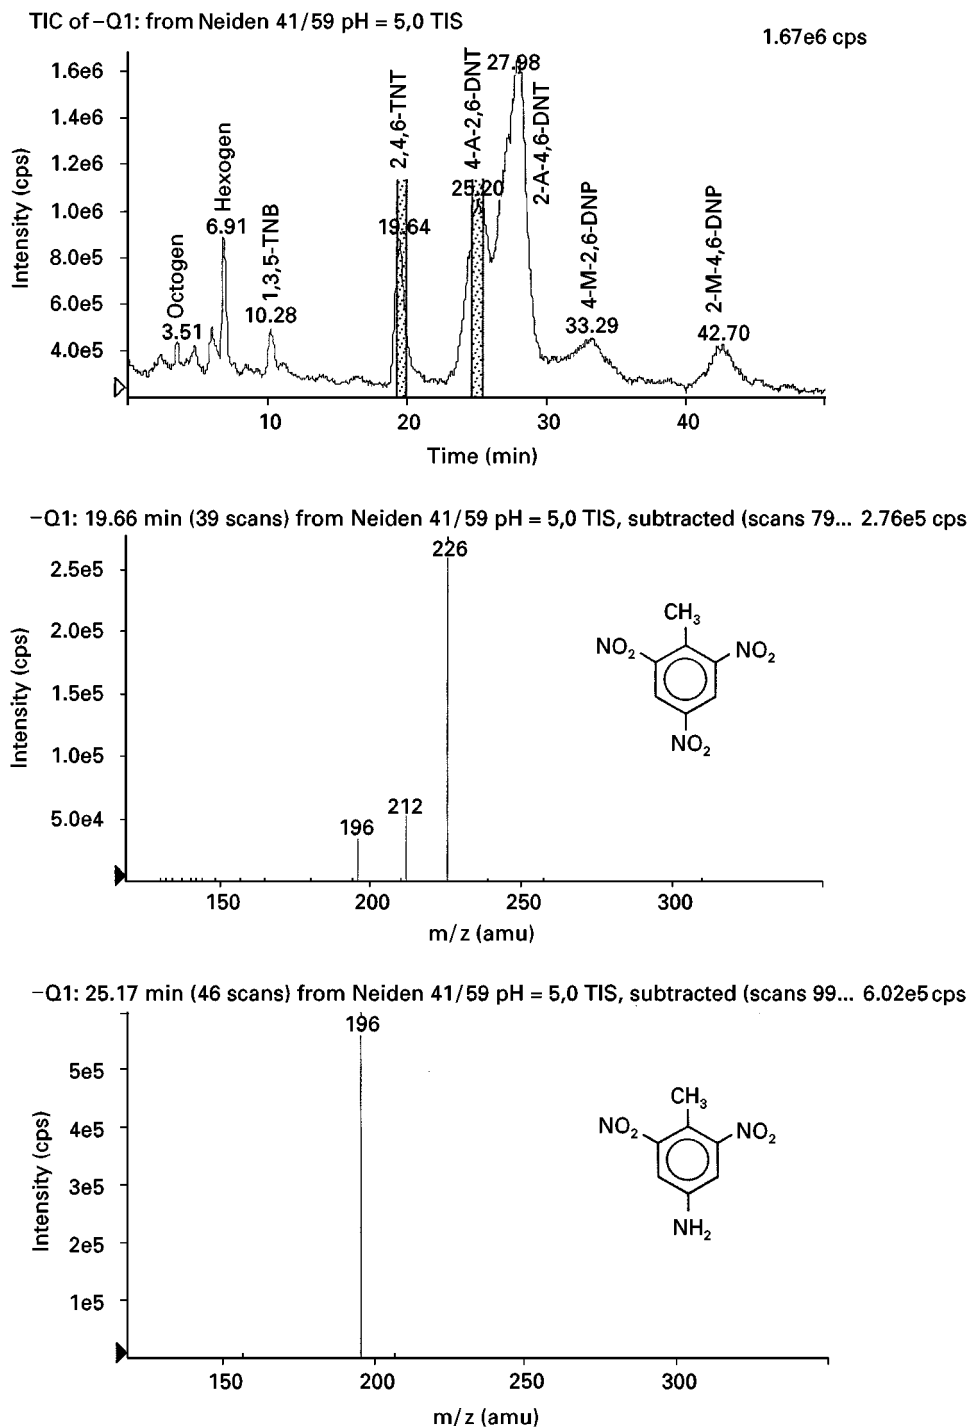 TIC of –Q1: from Neiden 41/59 pH = 5,0 TIS
1.67e6 cps
Intensity (cps)
1.6e6
1.4e6
1.2e6
1.0e6
8.0e5
6.0e5
4.0e5
Octogen
3.51
Hexogen
6.91
1,3,5-TNB
10.28
2,4,6-TNT
19.64
4-A-2,6-DNT
25.20
27.98
2-A-4,6-DNT
4-M-2,6-DNP
33.29
2-M-4,6-DNP
42.70
10 20 30 40
Time (min)
–Q1: 19.66 min (39 scans) from Neiden 41/59 pH = 5,0 TIS, subtracted (scans 79... 2.76e5 cps
Intensity (cps)
2.5e5
2.0e5
1.5e5
1.0e5
5.0e4
226
212
196
CH3
NO2 NO2
NO2
150 200 250 300
m/z (amu)
–Q1: 25.17 min (46 scans) from Neiden 41/59 pH = 5,0 TIS, subtracted (scans 99... 6.02e5 cps
Intensity (cps)
5e5
4e5
3e5
2e5
1e5
196
CH3
NO2 NO2
NH2
150 200 250 300
m/z (amu)